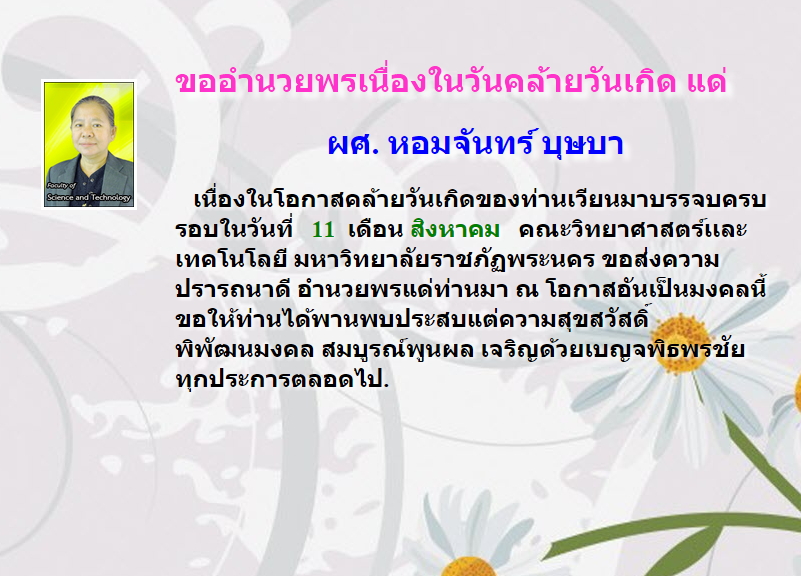 ขออำนวยพรเนื่องในวันคล้ายวันเกิด แด่
ผศ. หอมจันทร์ บุษบา
Faculty of
Science and Technology
เนื่องในโอกาสคล้ายวันเกิดของท่านเวียนมาบรรจบครบ
รอบในวันที่ 11 เดือน สิงหาคม คณะวิทยาศาสตร์และ
เทคโนโลยี มหาวิทยาลัยราชภัฏพระนคร ขอส่งความ
ปรารถนาดี อำนวยพรแด่ท่านมา ณ โอกาสอันเป็นมงคลนี้
ขอให้ท่านได้พานพบประสบแต่ความสุขสวัสดิ์
พิพัฒนมงคล สมบูรณ์พูนผล เจริญด้วยเบญจพิธพรชัย
ทุกประการตลอดไป.